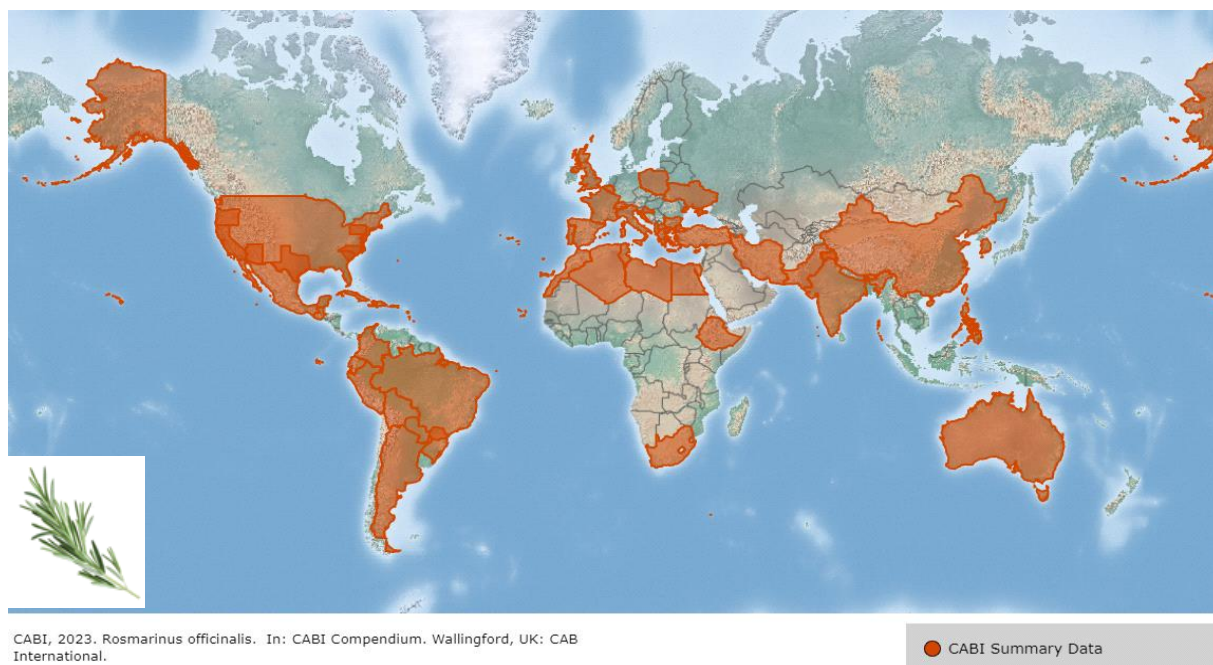 CABI, 2023. Rosmarinus officinalis. In: CABI Compendium. Wallingford, UK: CAB
International.
CABI Summary Data